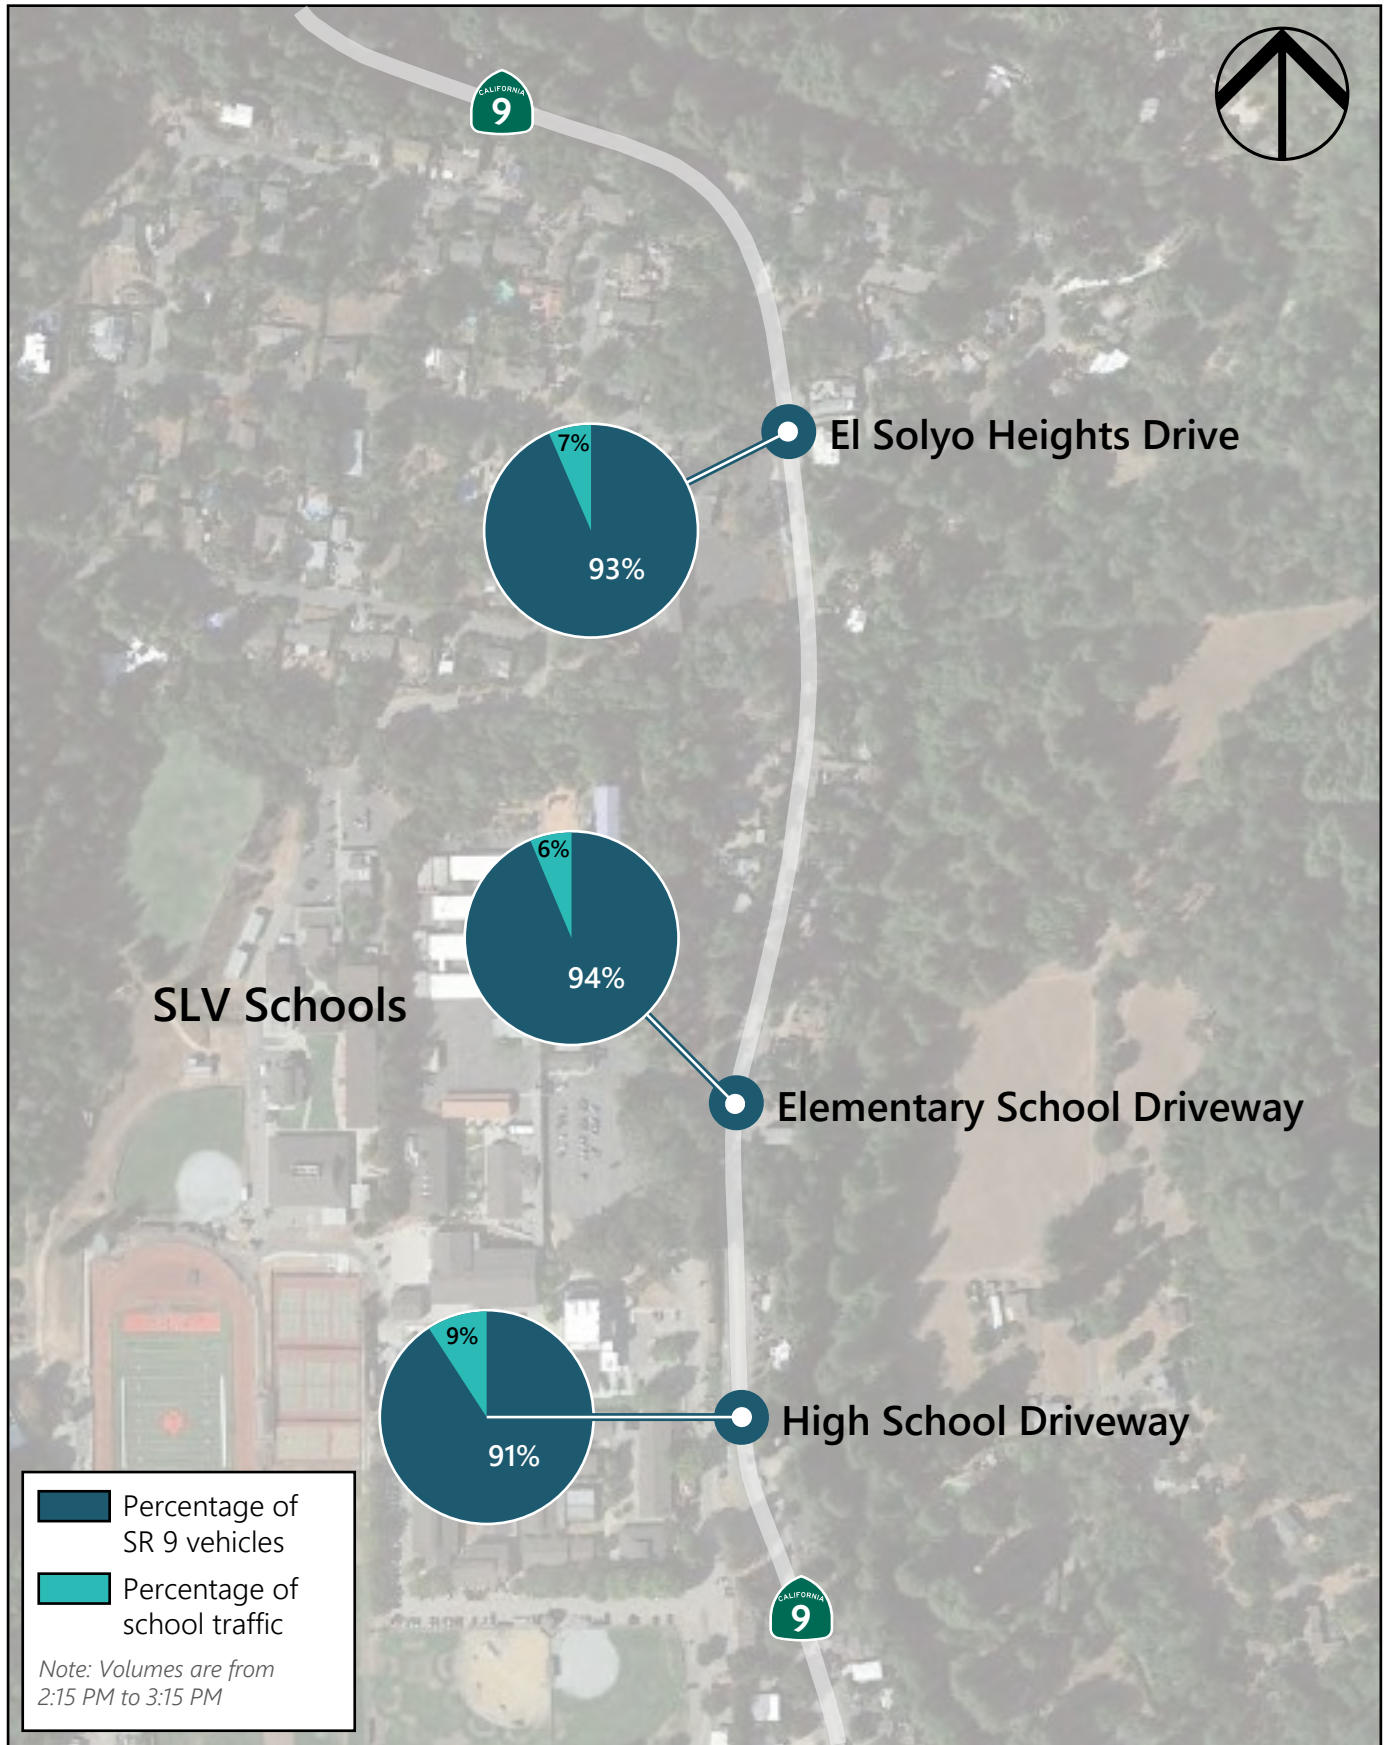 CALIFORNIA
9
7%
El Solyo Heights Drive
93%
6%
94%
SLV Schools
Elementary School Driveway
9%
High School Driveway
91%
Percentage of
SR 9 vehicles
Percentage of
school traffic
Note: Volumes are from
2:15 PM to 3:15 PM
CALIFORNIA
9